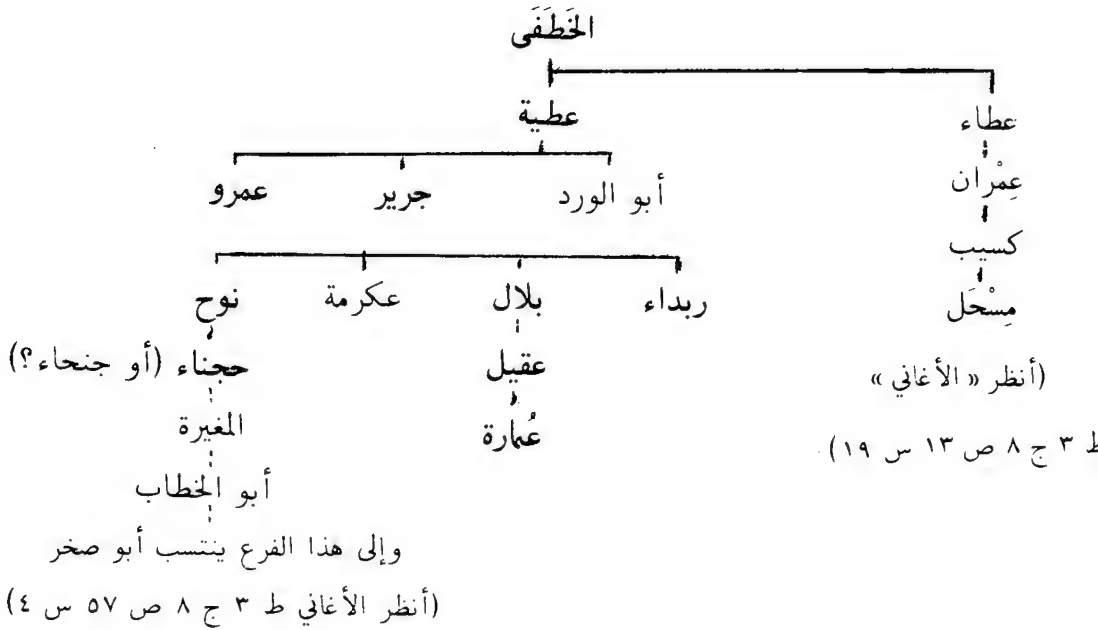 الخَطَفَى
عطية
عطاء
أبو الورد جرير عمرو
عِمْران
كسيب
ربداء بلال عكرمة نوح
مِسْحَل
عقيل حجناء (أو جنحاء؟)
(أنظر « الأغاني »
عُمارة المغيرة
ط ٣ ج ٨ ص ١٣ س ١٩)
أبو الخطاب
وإلى هذا الفرع ينتسب أبو صخر
(أنظر الأغاني ط ٣ ج ٨ ص ٥٧ س ٤)